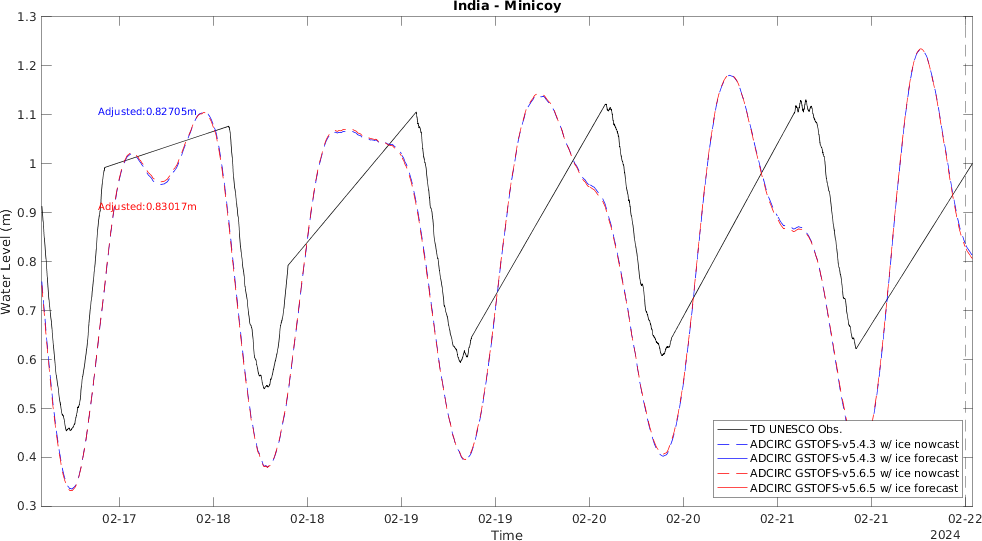 India - Minicoy
1.3
1.2
1.1
1
0.9
0.8
0.7
0.6
0.5
0.4
0.3
Water Level (m)
Adjusted:0.82705m
Adjusted:0.83017m
TD UNESCO Obs.
ADCIRC GSTOFS-v5.4.3 w/ ice nowcast
ADCIRC GSTOFS-v5.4.3 w/ ice forecast
ADCIRC GSTOFS-v5.6.5 w/ ice nowcast
ADCIRC GSTOFS-v5.6.5 w/ ice forecast
02-17 02-18 02-18 02-19 02-19 02-20 02-20 02-21 02-21 02-22
Time
2024